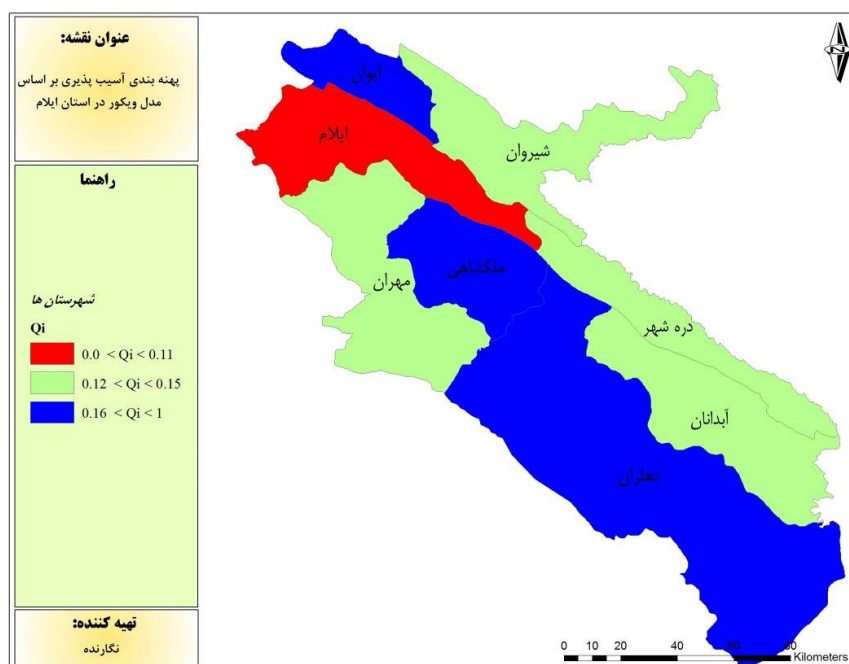 عنوان نقشه:
پهنه بندی آسیب پذیری بر اساس
مدل ویکور در استان ایلام
راهنما
شهرستان ها
Qi
0.0 < Qi < 0.11
0.12 < Qi < 0.15
0.16 < Qi < 1
تهیه کننده:
نگارنده
ایوان
شیروان
ایلام
ملکشاهی
مهران
دره شهر
آبدانان
دهلران
0 5 10 20 40 60 80
Kilometers